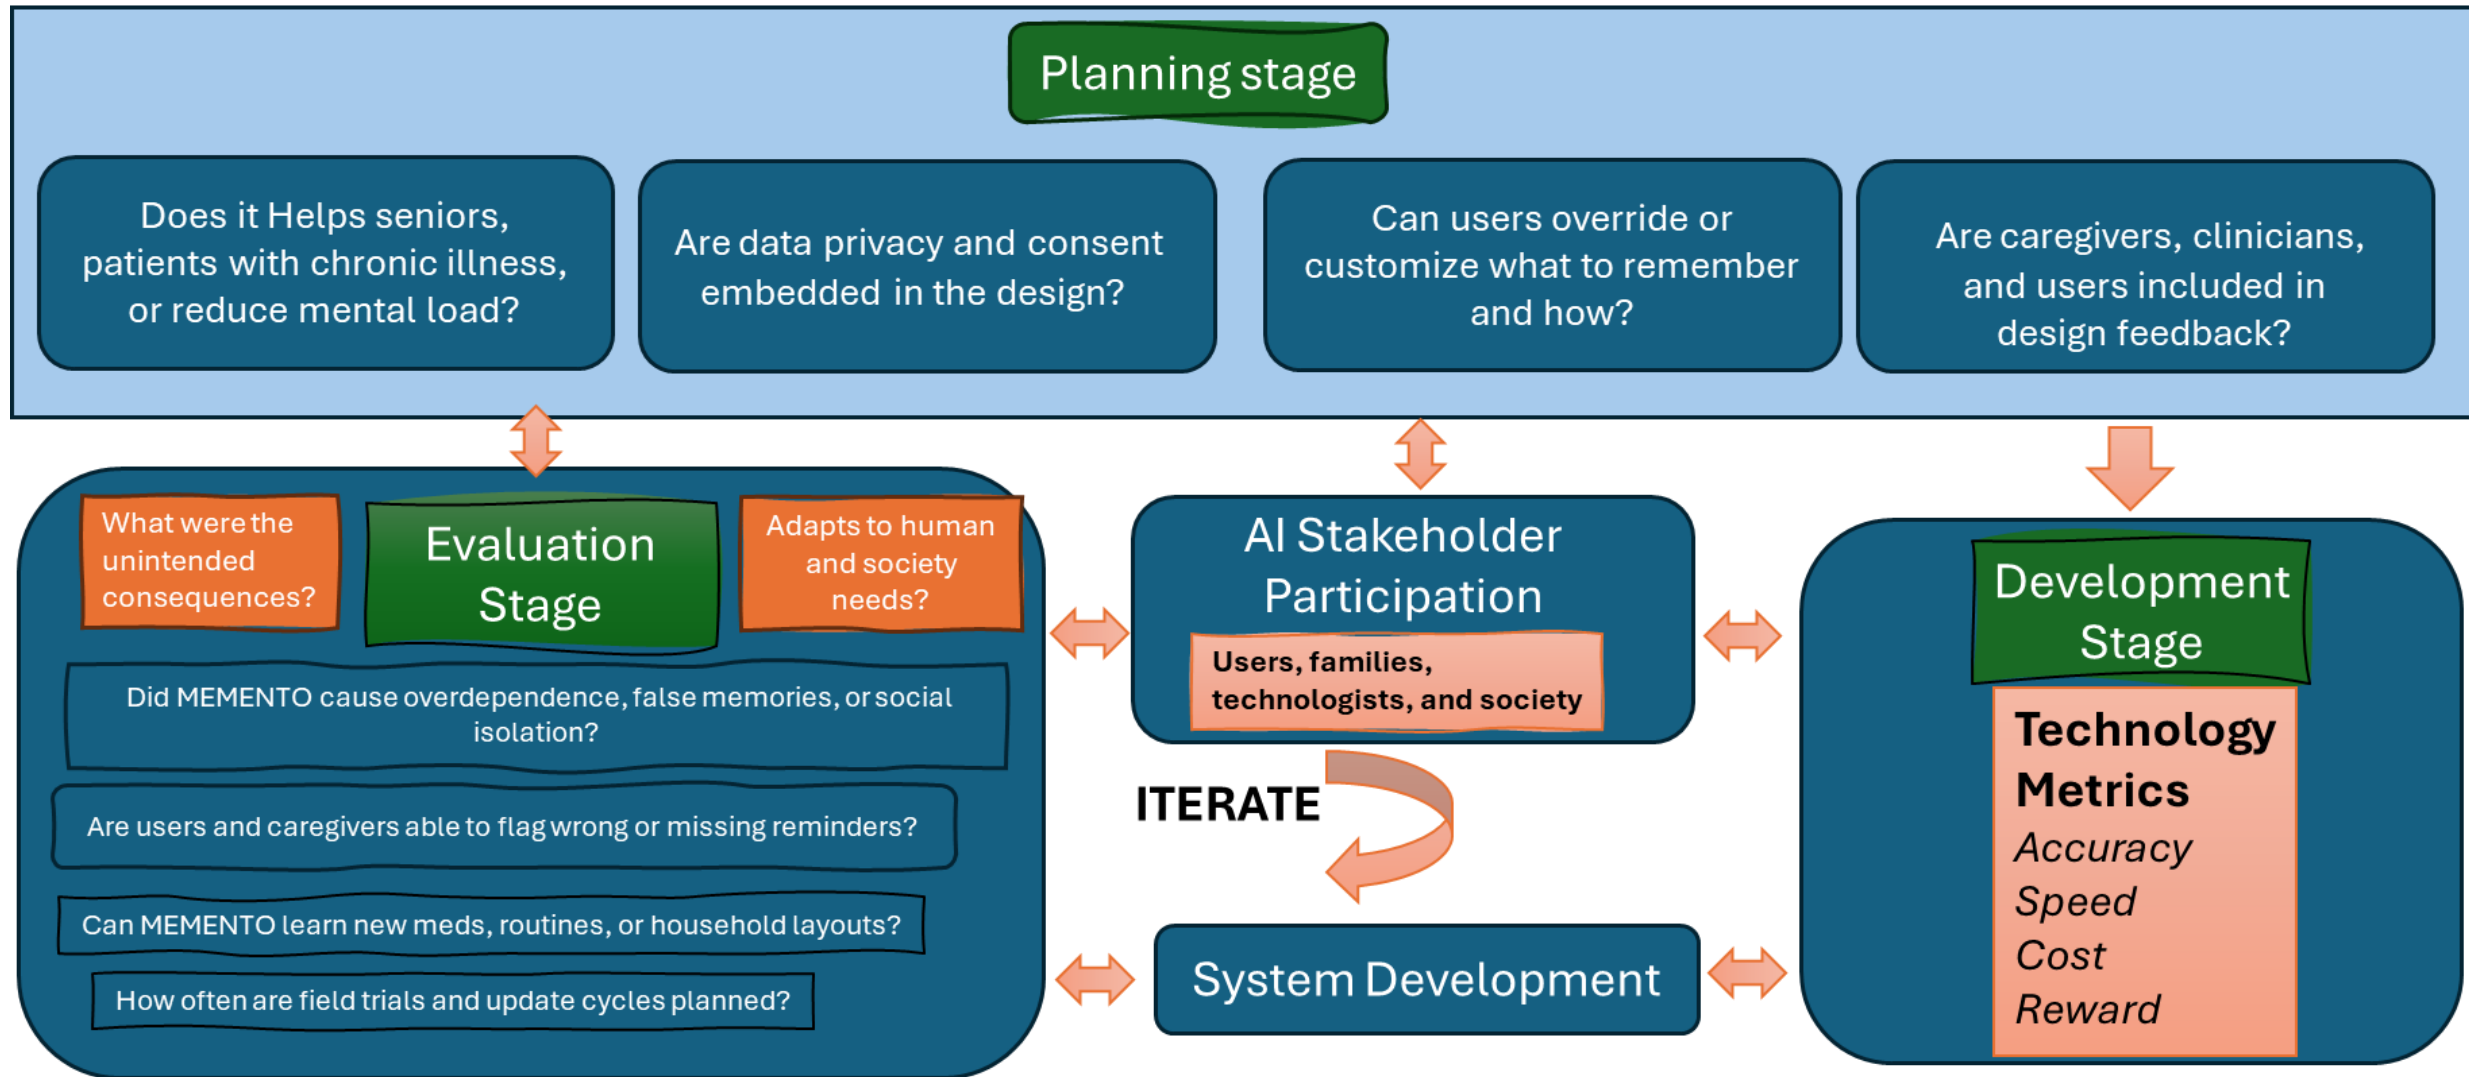 Planning stage
Does it Helps seniors,
patients with chronic illness,
or reduce mental load?
Are data privacy and consent
embedded in the design?
Can users override or
customize what to remember
and how?
Are caregivers, clinicians,
and users included in
design feedback?
What were the
unintended
consequences?
Evaluation
Stage
Adapts to human
and society
needs?
Did MEMENTO cause overdependence, false memories, or social
isolation?
Are users and caregivers able to flag wrong or missing reminders?
Can MEMENTO learn new meds, routines, or household layouts?
How often are field trials and update cycles planned?
AI Stakeholder
Participation
Users, families,
technologists, and society
ITERATE
System Development
Development
Stage
Technology
Metrics
Accuracy
Speed
Cost
Reward